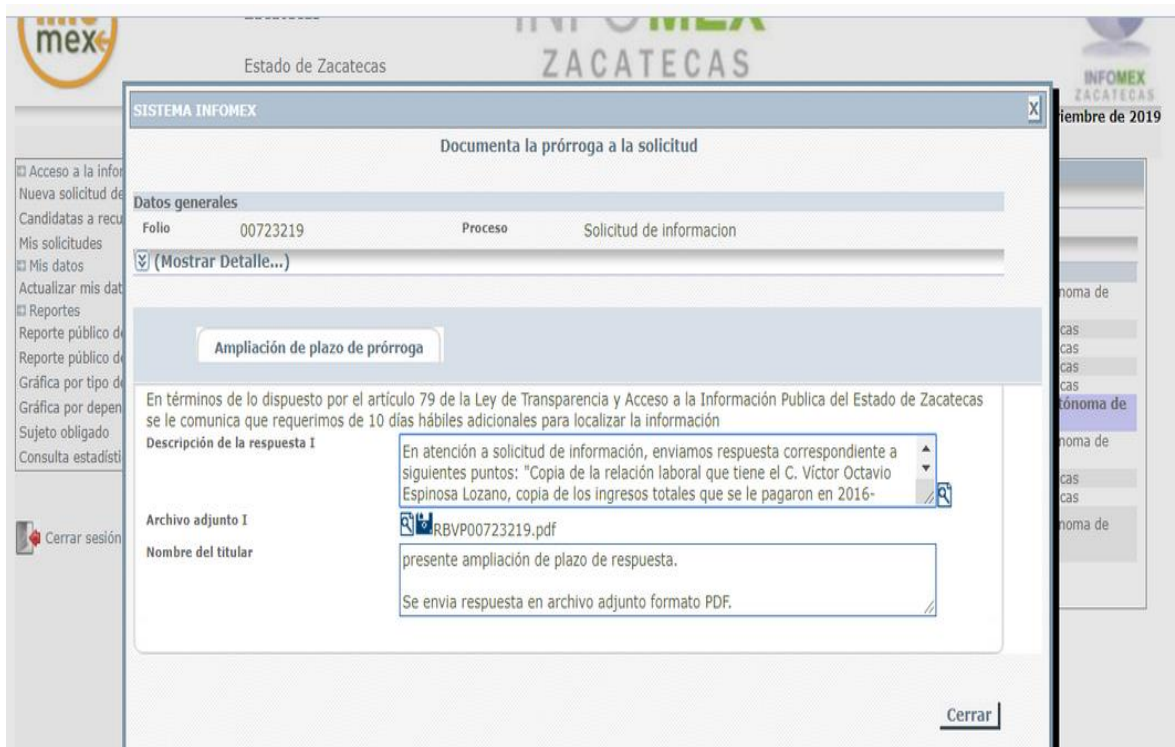 mex
Estado de Zacatecas
ZACATECAS
INFOMEX
ZACATECAS
iembre de 2019
SISTEMA INFOMEX
X
Documenta la prórroga a la solicitud
Acceso a la infor
Nueva solicitud de
Candidatas a recu
Mis solicitudes
Mis datos
Actualizar mis dat
Reportes
Reporte público de
Reporte público de
Gráfica por tipo de
Gráfica por depen
Sujeto obligado
Consulta estadísti
Cerrar sesión
Datos generales
Folio 00723219 Proceso Solicitud de informacion
(Mostrar Detalle...)
Ampliación de plazo de prórroga
En términos de lo dispuesto por el artículo 79 de la Ley de Transparencia y Acceso a la Información Publica del Estado de Zacatecas
se le comunica que requerimos de 10 días hábiles adicionales para localizar la información
Descripción de la respuesta I
En atención a solicitud de información, enviamos respuesta correspondiente a
siguientes puntos: "Copia de la relación laboral que tiene el C. Víctor Octavio
Espinosa Lozano, copia de los ingresos totales que se le pagaron en 2016-
Archivo adjunto I RBVP00723219.pdf
Nombre del titular
presente ampliación de plazo de respuesta.
Se envia respuesta en archivo adjunto formato PDF.
Cerrar
noma de
cas
cas
cas
cas
tónoma de
noma de
cas
cas
noma de